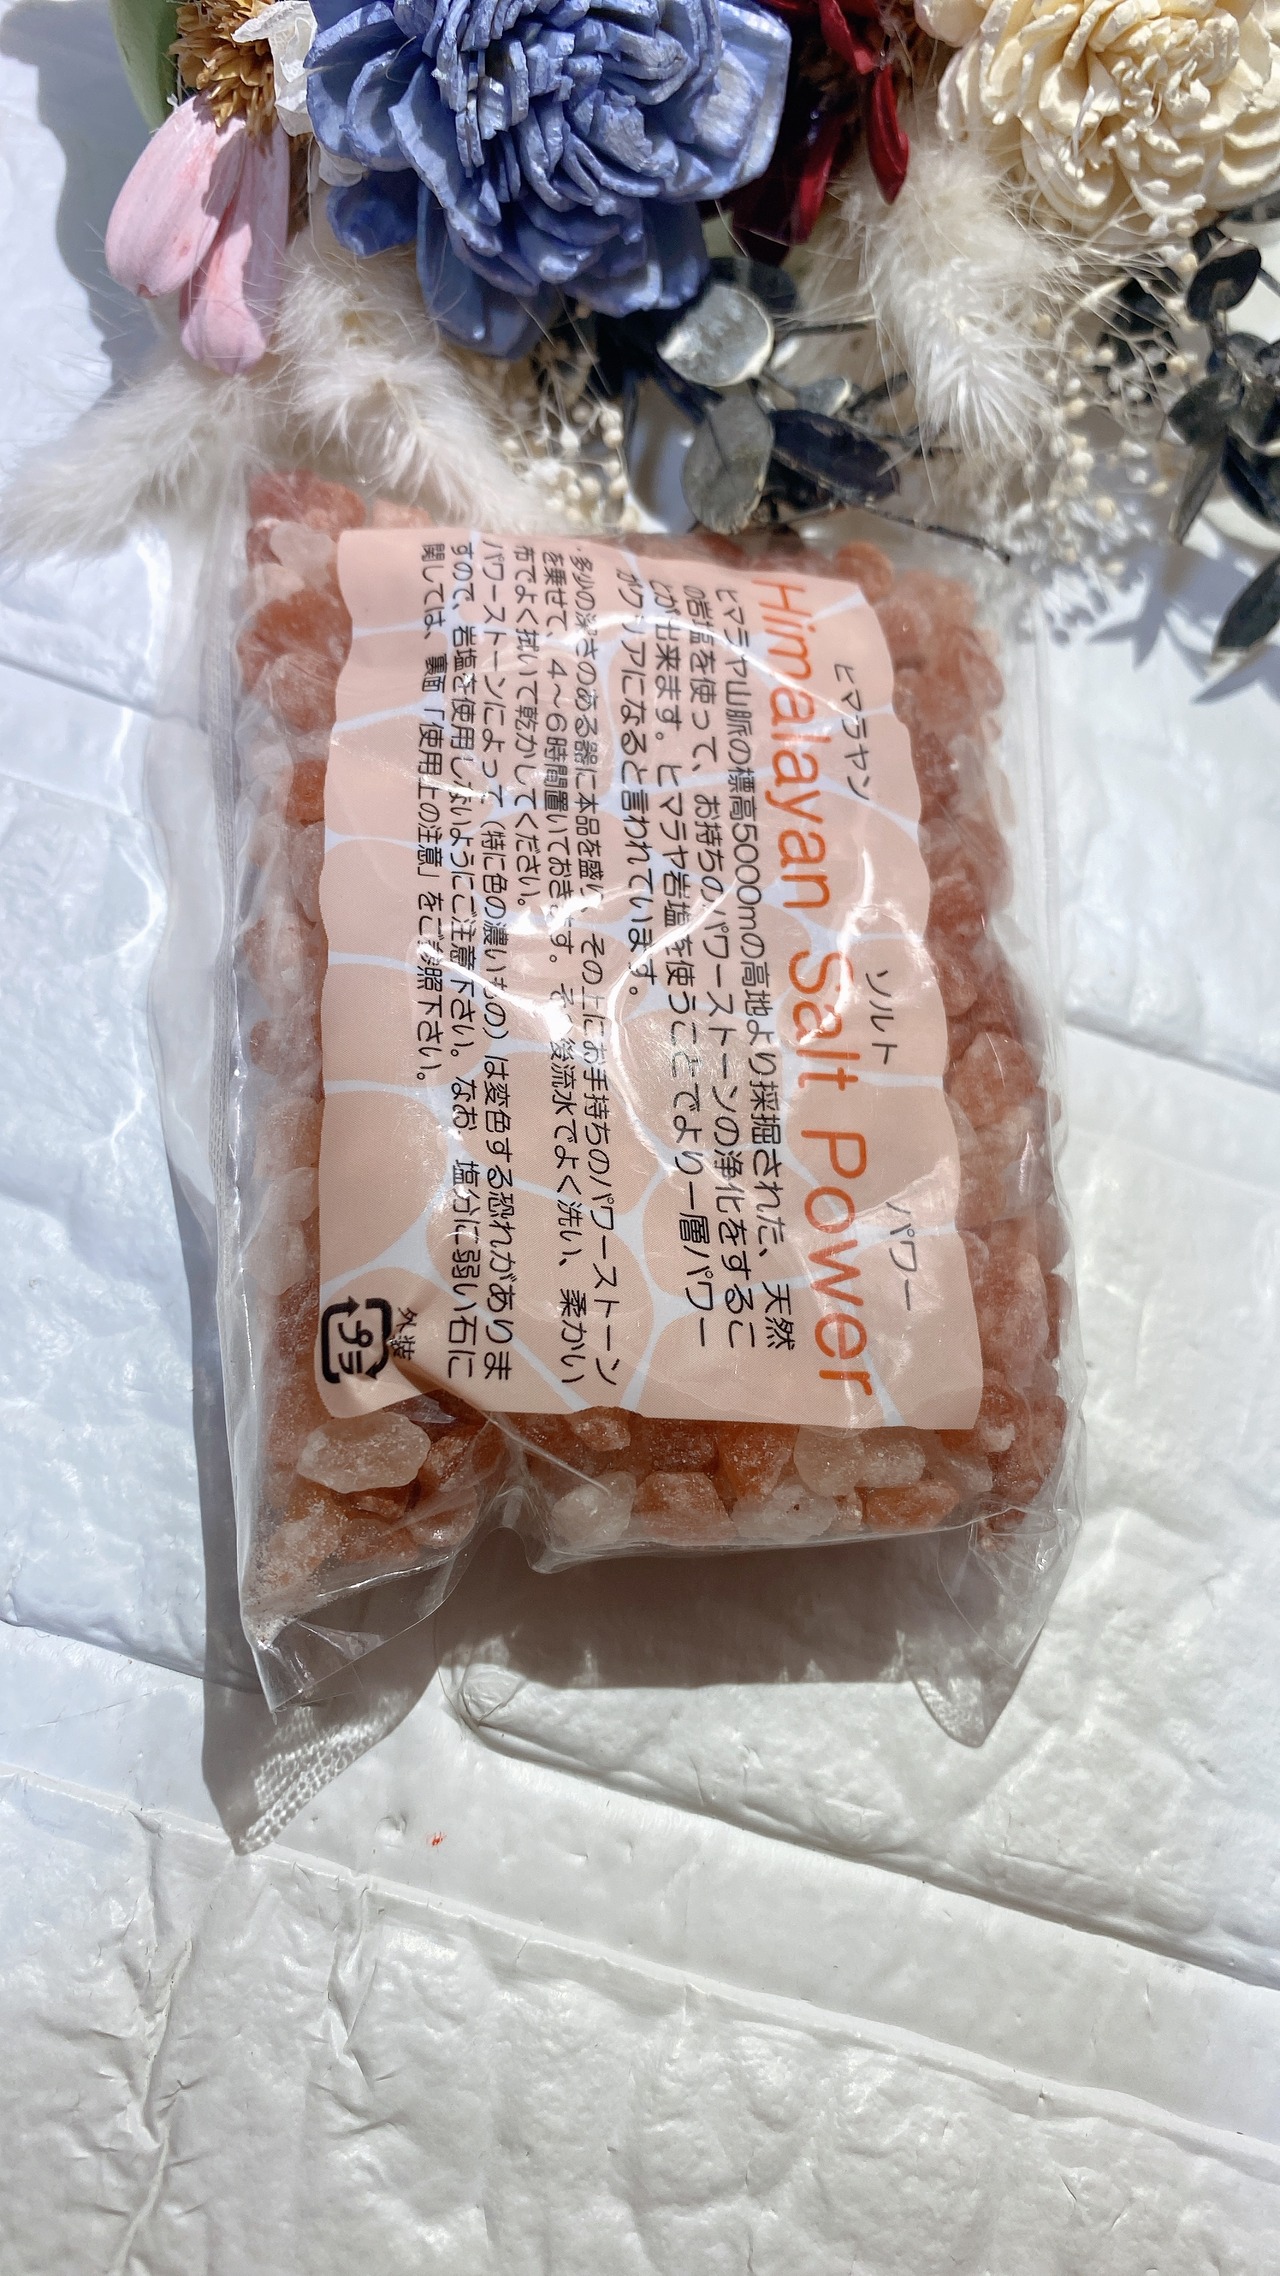 ヒマラヤン ソルト パワー
Himalayan Salt Power
ヒマラヤ山脈の標高5000mの高地より採掘された、天然
の岩塩を使って、お持ちのパワーストーンの浄化をするこ
とが出来ます。ヒマラヤ岩塩を使うことでより一層パワー
がクリアになると言われています。
・多少の深さのある器に本品を盛り、その上にお手持ちのパワーストーン
を乗せて、4～6時間置いておきます。その後流水でよく洗い、柔かい
布でよく拭いて乾かしてください。
パワーストーンによって（特に色の濃いもの）は変色する恐れがありま
すので、岩塩を使用しないようにご注意下さい。なお、塩分に弱い石に
関しては、裏面「使用上の注意」をご参照下さい。
外装
プラ